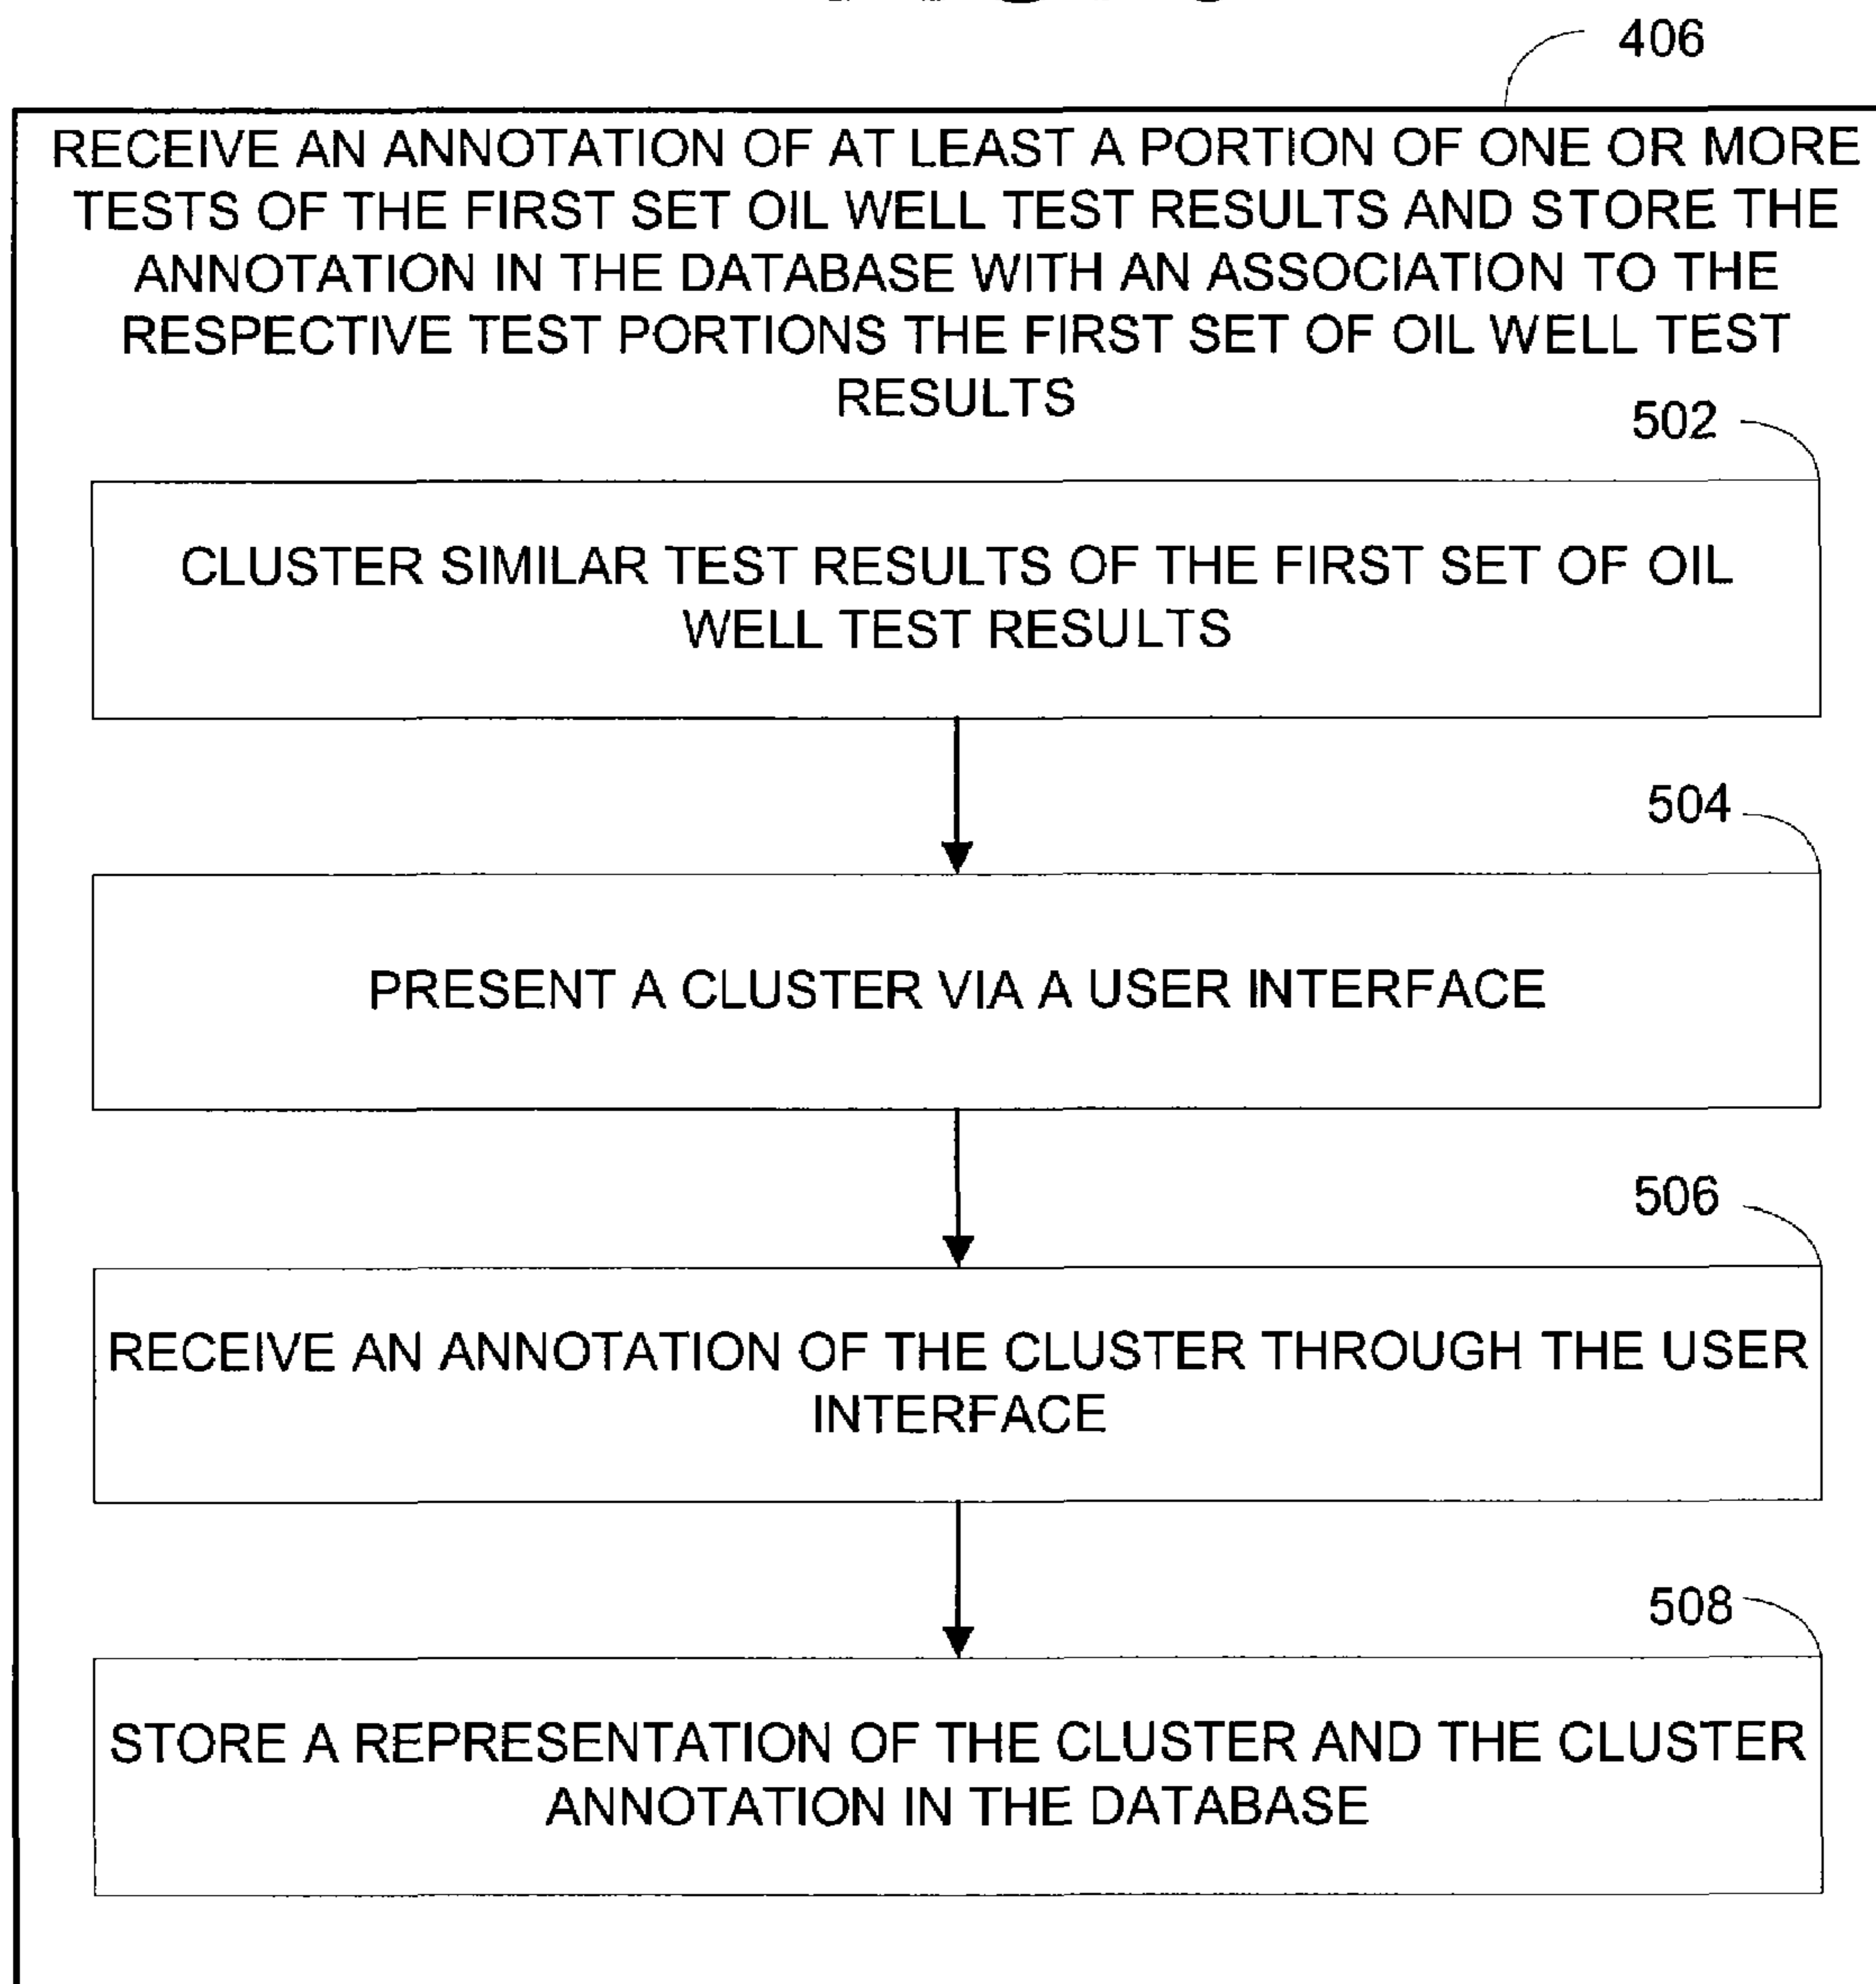 406
RECEIVE AN ANNOTATION OF AT LEAST A PORTION OF ONE OR MORE
TESTS OF THE FIRST SET OIL WELL TEST RESULTS AND STORE THE
ANNOTATION IN THE DATABASE WITH AN ASSOCIATION TO THE
RESPECTIVE TEST PORTIONS THE FIRST SET OF OIL WELL TEST
RESULTS
502
CLUSTER SIMILAR TEST RESULTS OF THE FIRST SET OF OIL
WELL TEST RESULTS
504
PRESENT A CLUSTER VIA A USER INTERFACE
506
RECEIVE AN ANNOTATION OF THE CLUSTER THROUGH THE USER
INTERFACE
508
STORE A REPRESENTATION OF THE CLUSTER AND THE CLUSTER
ANNOTATION IN THE DATABASE